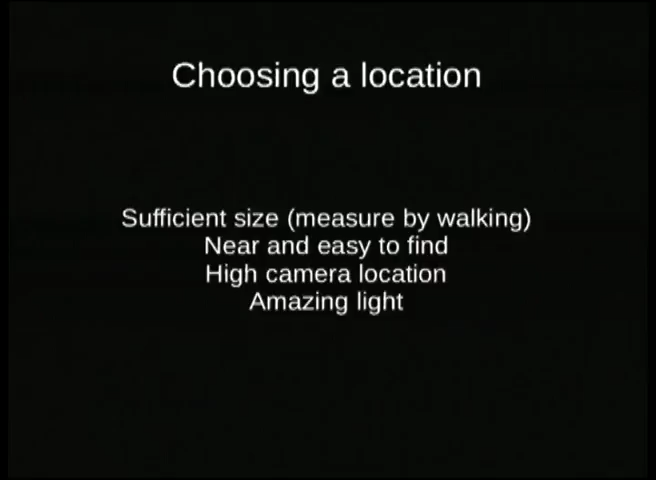 Choosing a location
Sufficient size (measure by walking)
Near and easy to find
High camera location
Amazing light